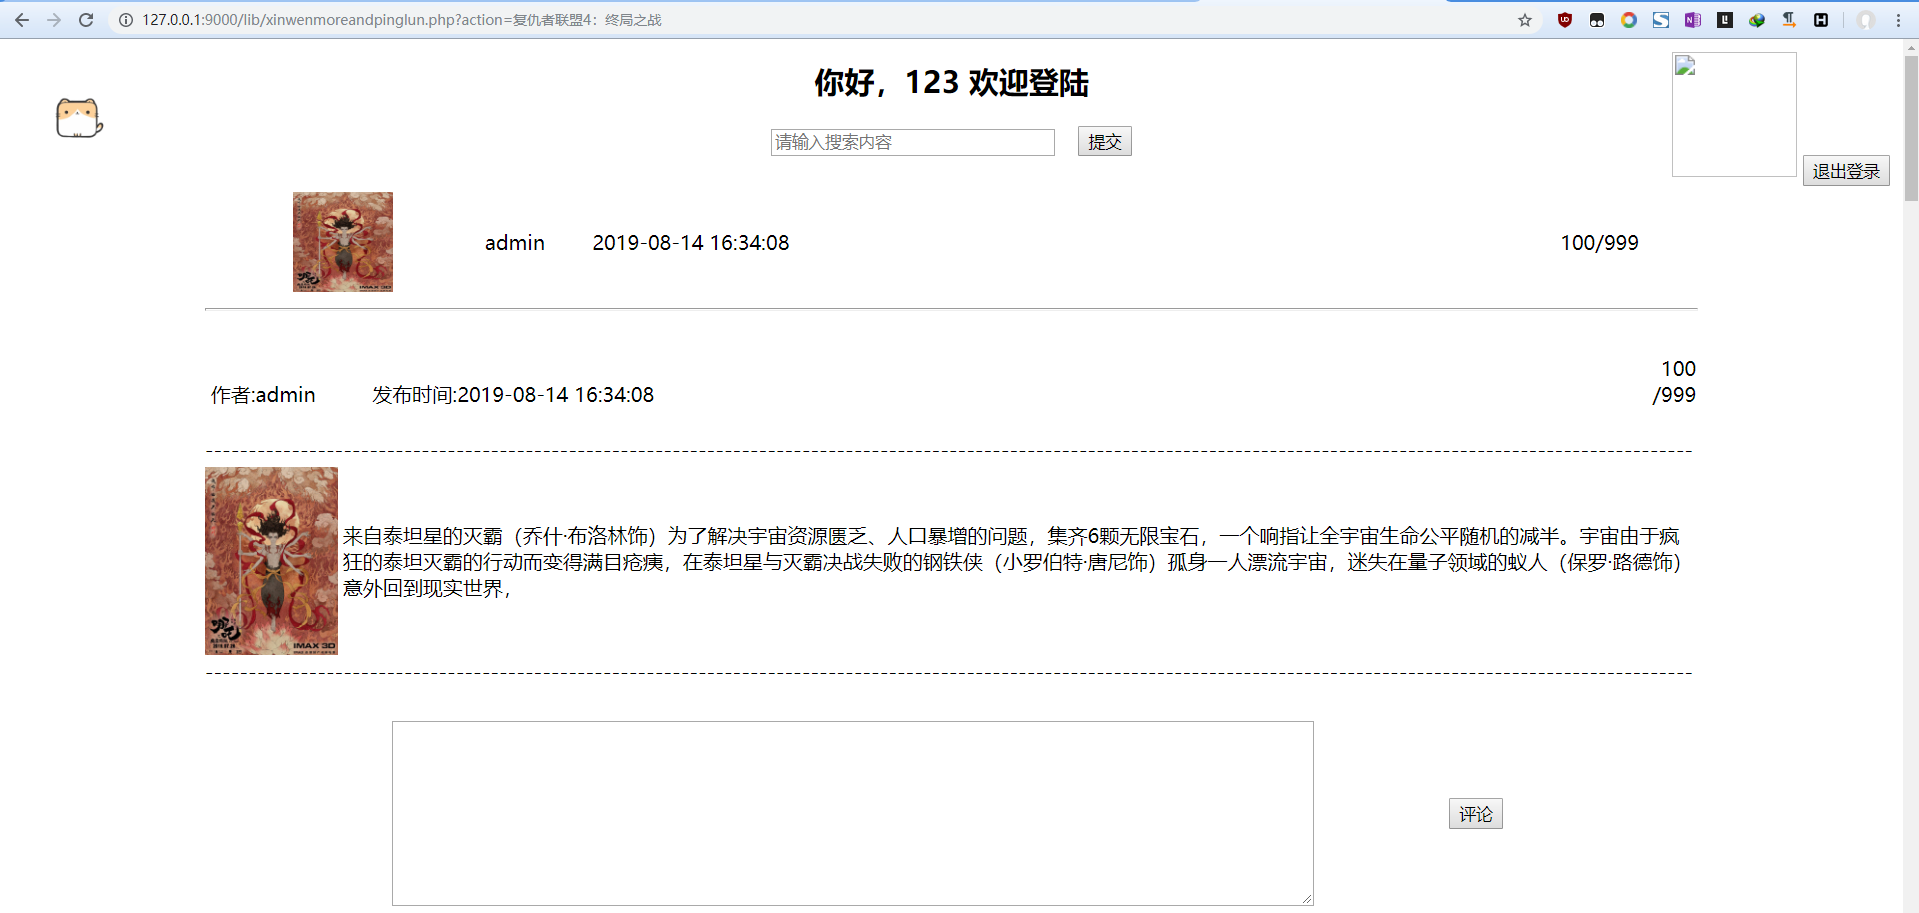 127.0.0.1:9000/lib/xinwenmoreandpinglun.php?action=复仇者联盟4：终局之战
你好，123 欢迎登陆
请输入搜索内容 提交
退出登录
admin 2019-08-14 16:34:08 100/999
IMAX 3D
100
作者:admin 发布时间:2019-08-14 16:34:08 /999
来自泰坦星的灭霸（乔什·布洛林饰）为了解决宇宙资源匮乏、人口暴增的问题，集齐6颗无限宝石，一个响指让全宇宙生命公平随机的减半。宇宙由于疯
狂的泰坦灭霸的行动而变得满目疮痍，在泰坦星与灭霸决战失败的钢铁侠（小罗伯特·唐尼饰）孤身一人漂流宇宙，迷失在量子领域的蚁人（保罗·路德饰）
意外回到现实世界，
IMAX 3D
评论